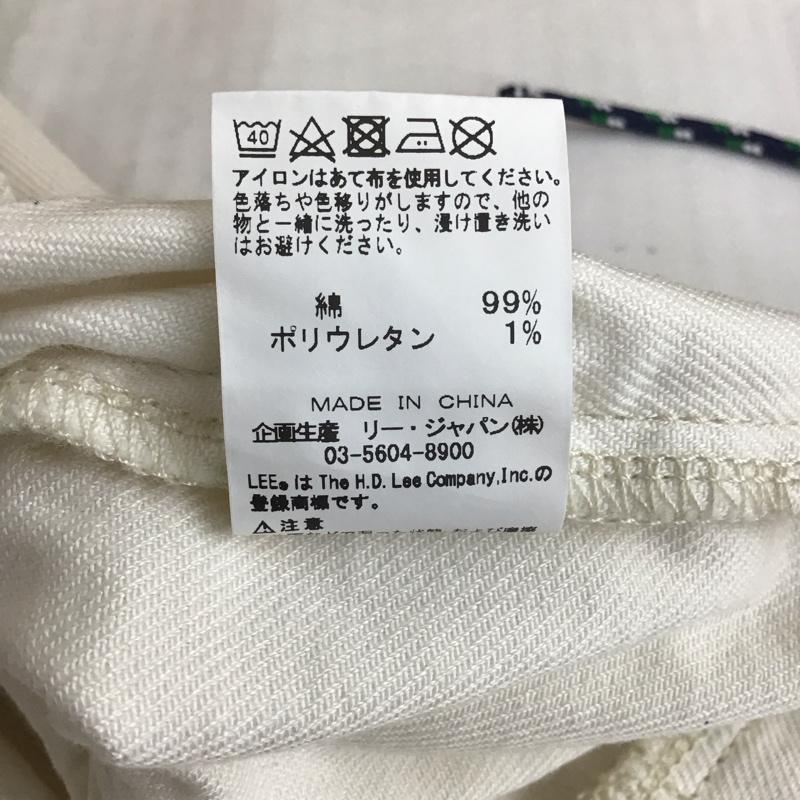 40
アイロンはあて布を使用してください。
色落ちや色移りがしますので、他の
物と一緒に洗ったり、浸け置き洗い
はお避けください。
綿 99%
ポリウレタン 1%
MADE IN CHINA
企画生産 リー・ジャパン(株)
03-5604-8900
LEE®は The H.D. Lee Company,Inc.の
登録商標です。
⚠注意